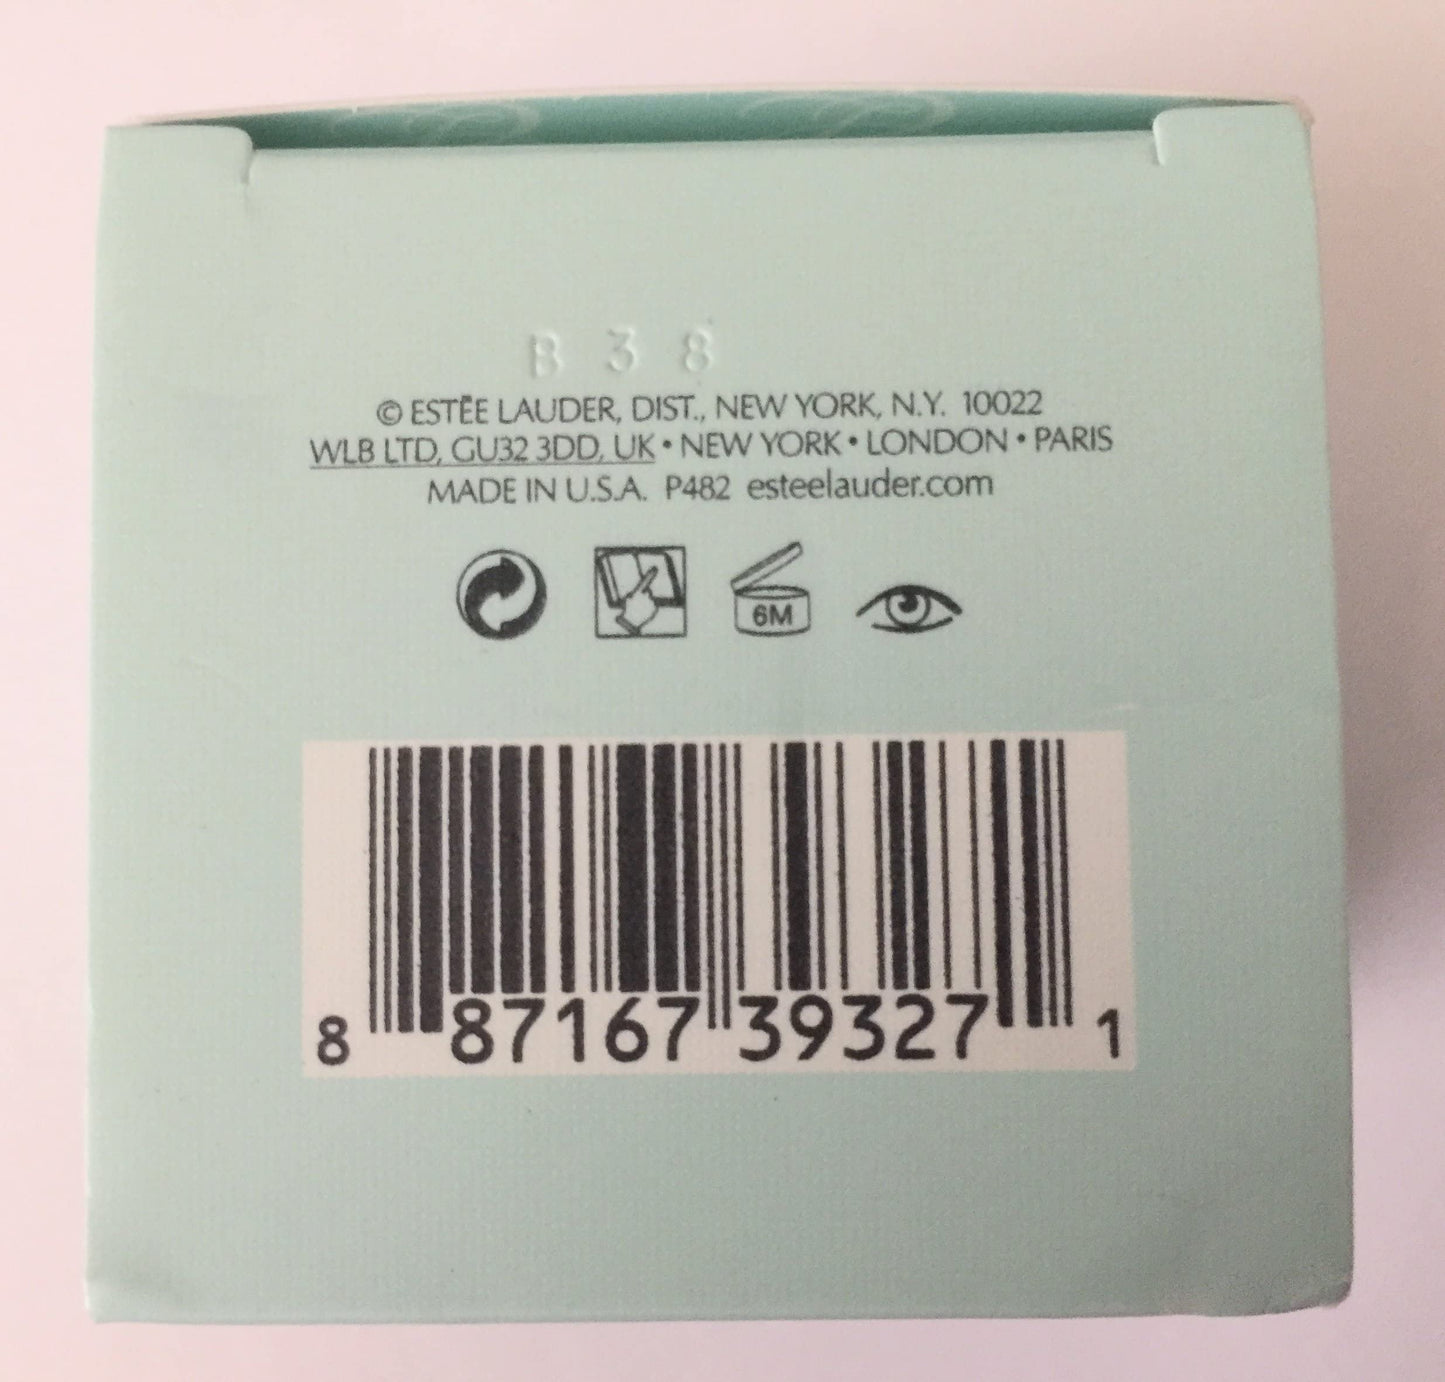 B 38
© ESTĒE LAUDER, DIST., NEW YORK, N.Y. 10022
WLB LTD, GU32 3DD, UK • NEW YORK • LONDON • PARIS
MADE IN U.S.A. P482 esteelauder.com
6M
8 87167 39327 1